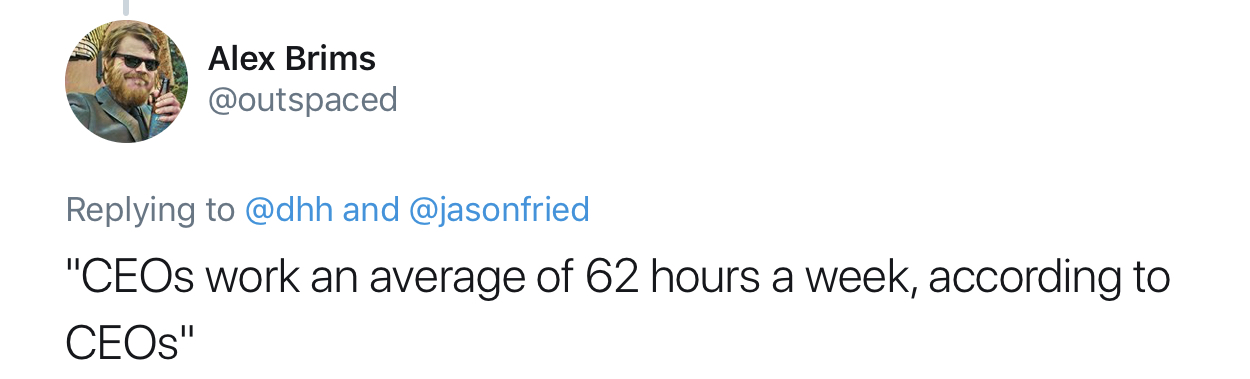 Alex Brims
@outspaced
Replying to @dhh and @jasonfried
"CEOs work an average of 62 hours a week, according to
CEOs"